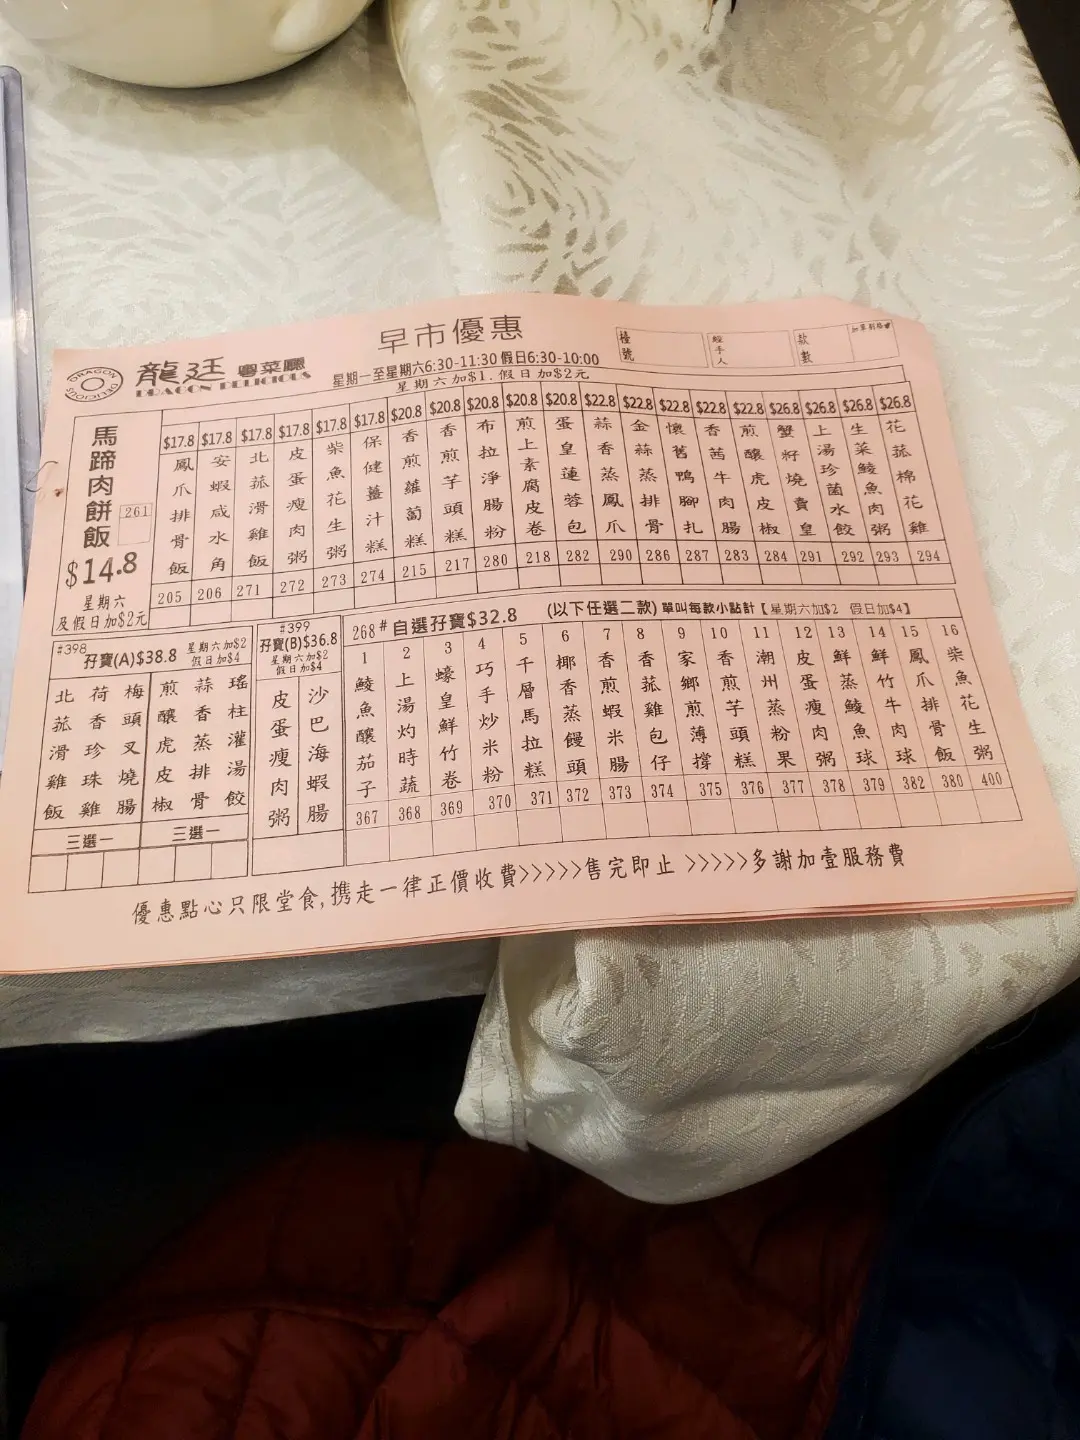 早市優惠
DRAGON DELICIOUS
龍廷 粵菜廳
DRAGON DELICIOUS
星期一至星期六6:30-11:30 假日6:30-10:00
星期六加$1. 假日加$2元
檯號
經手人
款數
馬蹄肉餅飯
261
$14.8
星期六
及假日加$2元
$17.8 鳳爪排骨飯 205
$17.8 安蝦咸水角 206
$17.8 北菰滑雞飯 271
$17.8 皮蛋瘦肉粥 272
$17.8 柴魚花生粥 273
$17.8 保健薑汁糕 274
$20.8 香煎蘿蔔糕 215
$20.8 香煎芋頭糕 217
$20.8 布拉淨腸粉 280
$20.8 煎上素腐皮卷 218
$20.8 蛋皇蓮蓉包 282
$22.8 蒜香蒸鳳爪 290
$22.8 金蒜蒸排骨 286
$22.8 懷舊鴨腳扎 287
$22.8 香茜牛肉腸 283
$22.8 煎釀虎皮椒 284
$26.8 蟹籽燒賣皇 291
$26.8 上湯珍菌水餃 292
$26.8 生菜鯪魚肉粥 293
$26.8 花菰棉花雞 294
#398
孖寶(A)$38.8
星期六加$2
假日加$4
北菰滑雞飯
荷香珍珠雞
梅頭叉燒腸
三選一
煎釀虎皮椒
蒜香蒸排骨
瑤柱灌湯餃
三選一
#399
孖寶(B)$36.8
星期六加$2
假日加$4
皮蛋瘦肉粥
沙巴海蝦腸
268# 自選孖寶$32.8 (以下任選二款) 單叫每款小點計【星期六加$2 假日加$4】
1 鯪魚釀茄子 367
2 上湯灼時蔬 368
3 蠔皇鮮竹卷 369
4 巧手炒米粉 370
5 千層馬拉糕 371
6 椰香蒸饅頭 372
7 香煎蝦米腸 373
8 香菰雞包仔 374
9 家鄉煎薄撐 375
10 香煎芋頭糕 376
11 潮州蒸粉果 377
12 皮蛋瘦肉粥 378
13 鮮蒸鯪魚球 379
14 鮮竹牛肉球 382
15 鳳爪排骨飯 380
16 柴魚花生粥 400
優惠點心只限堂食,携走一律正價收費>>>>>售完即止 >>>>>多謝加壹服務費